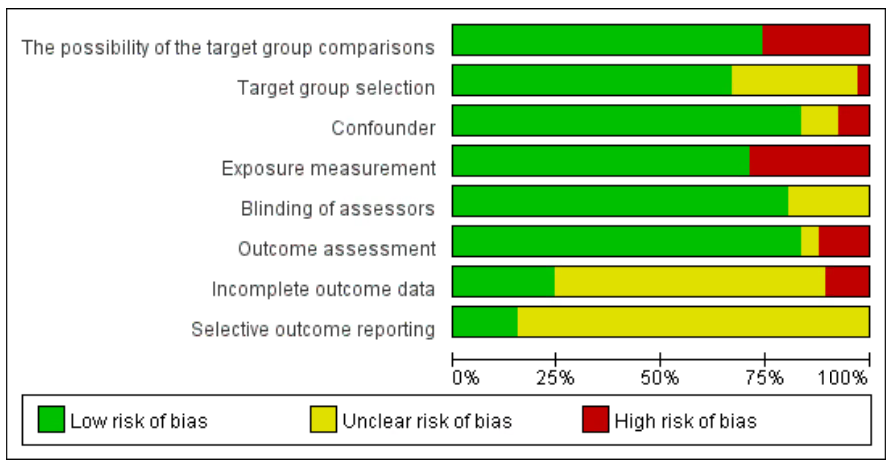 The possibility of the target group comparisons
Target group selection
Confounder
Exposure measurement
Blinding of assessors
Outcome assessment
Incomplete outcome data
Selective outcome reporting
0% 25% 50% 75% 100%
Low risk of bias Unclear risk of bias High risk of bias